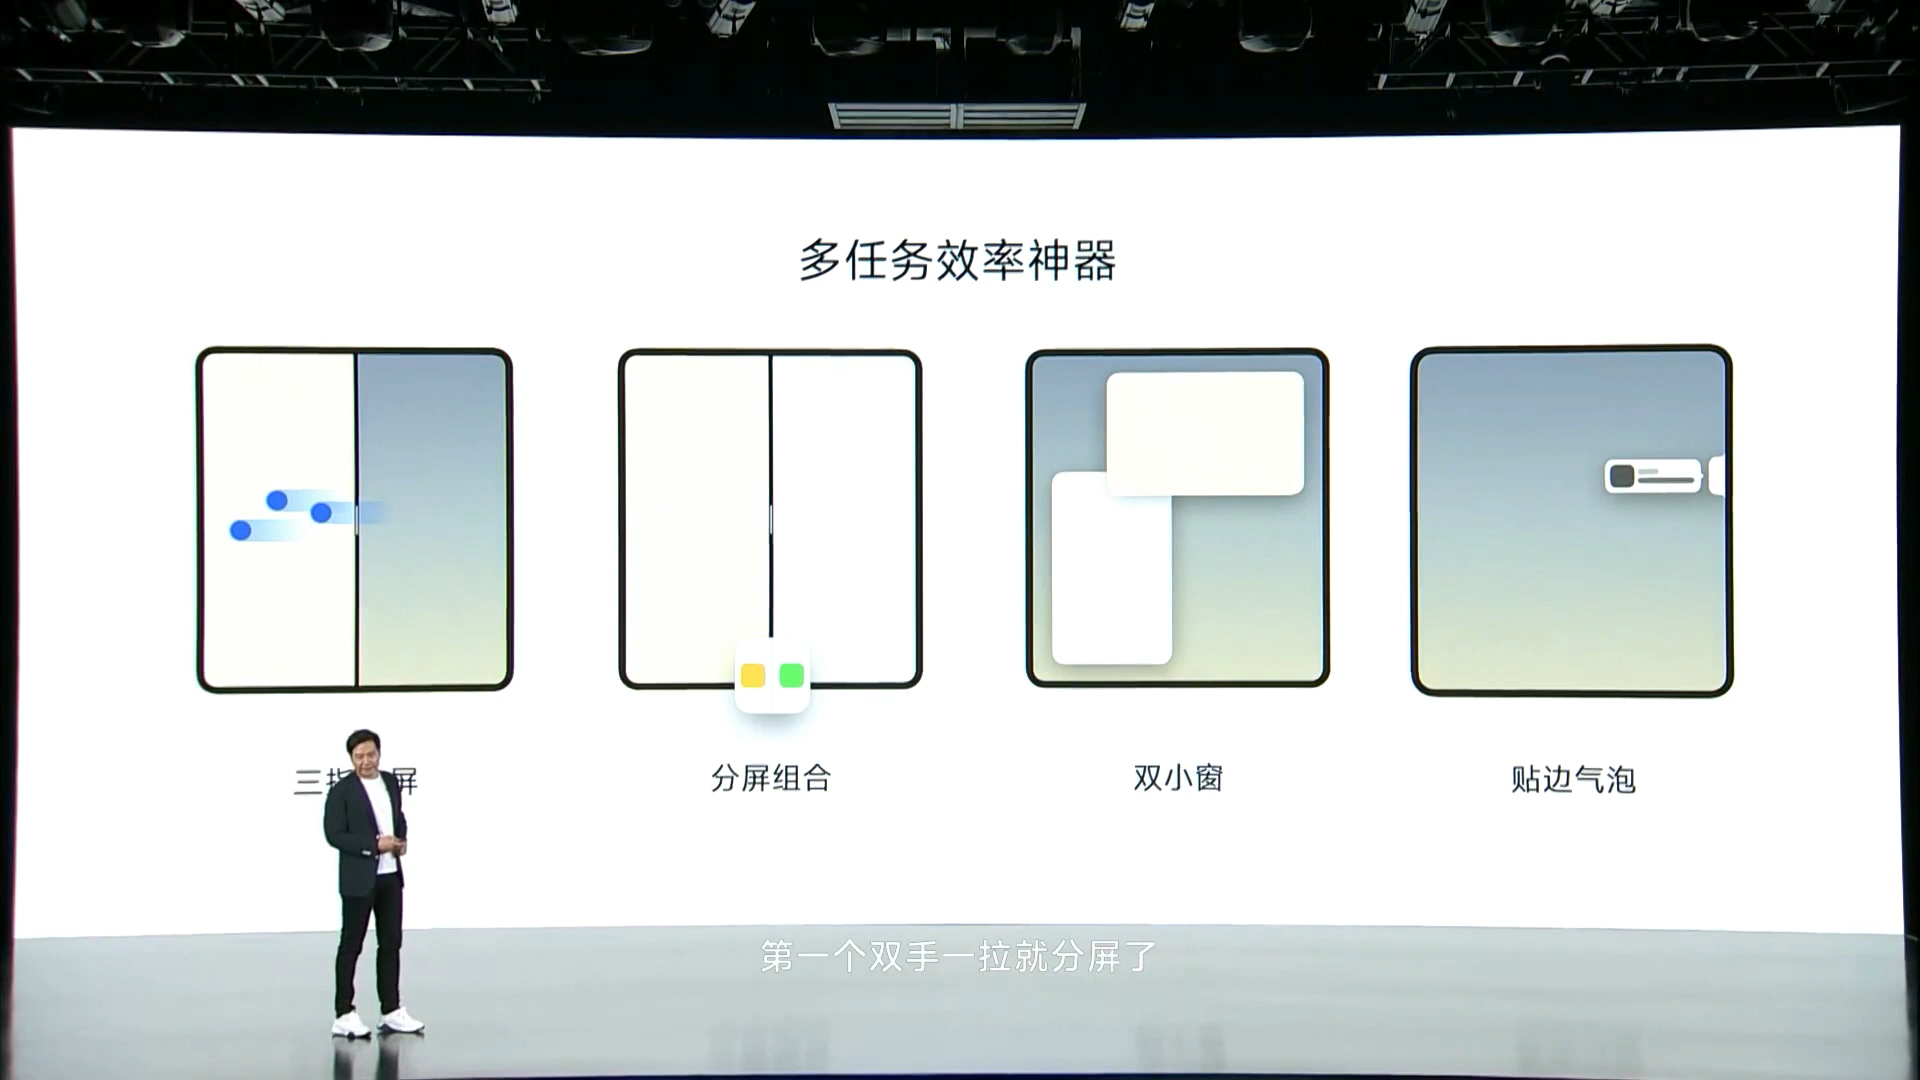 多任务效率神器
三指 屏
分屏组合
双小窗
贴边气泡
第一个双手一拉就分屏了